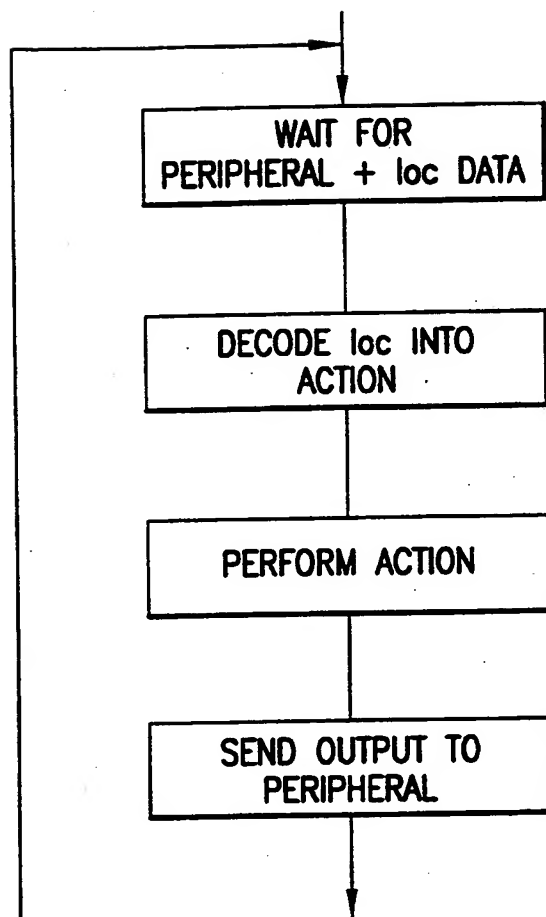 WAIT FOR
PERIPHERAL + loc DATA
DECODE loc INTO
ACTION
PERFORM ACTION
SEND OUTPUT TO
PERIPHERAL